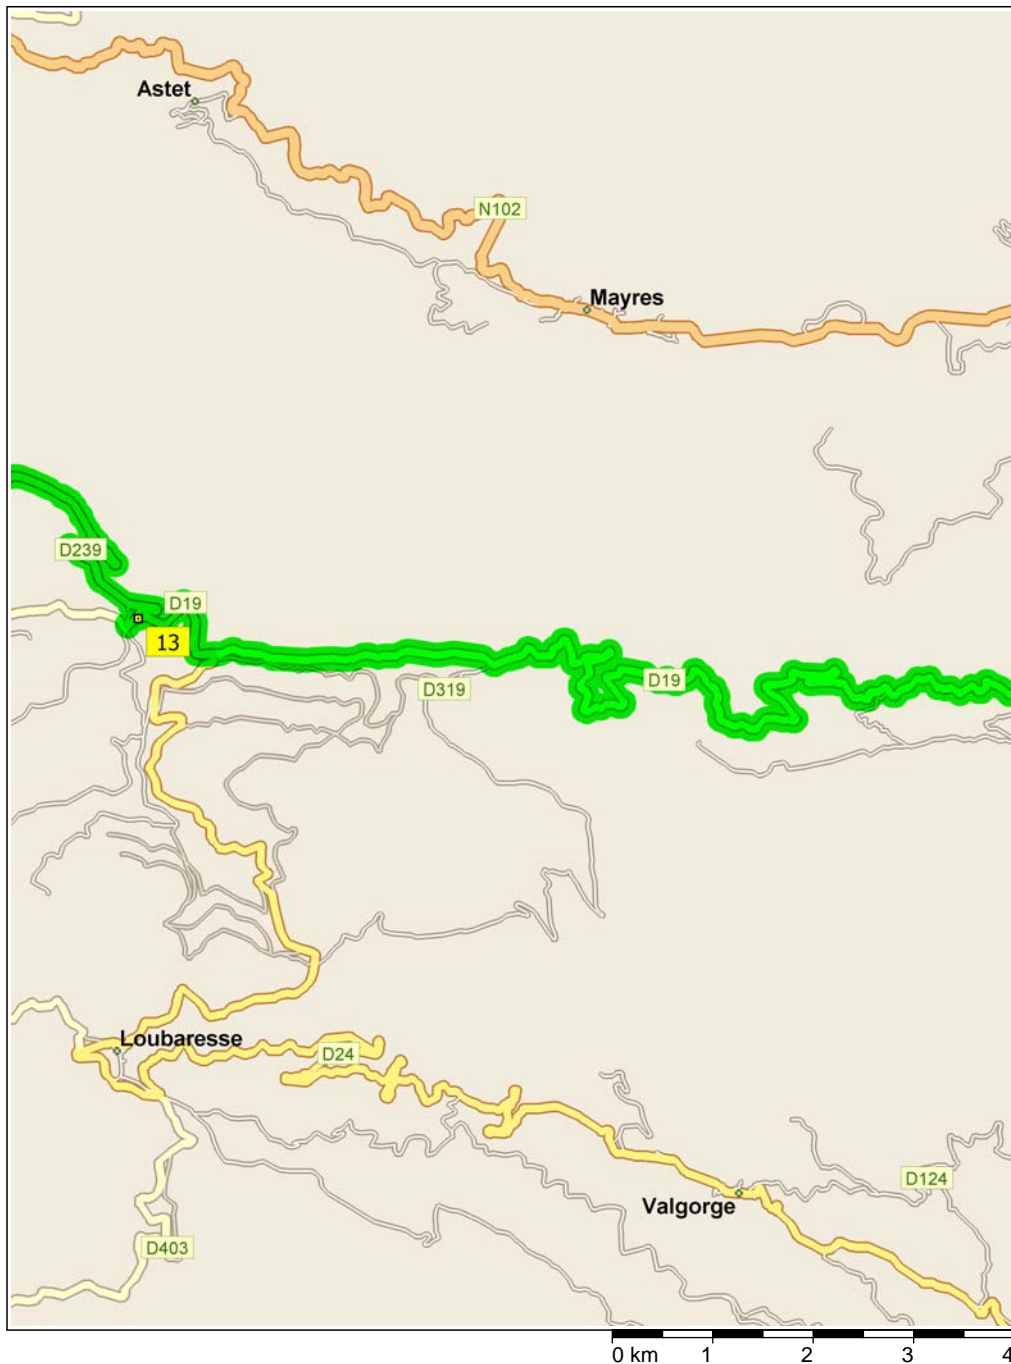 Astet
N102
Mayres
D239
D19
13
D319
D19
Loubaresse
D24
Valgorge
D124
D403
0 km 1 2 3 4